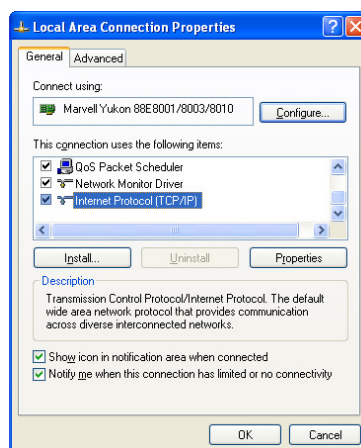 Local Area Connection Properties
General Advanced
Connect using:
Marvell Yukon 88E8001/8003/8010
Configure...
This connection uses the following items:
QoS Packet Scheduler
Network Monitor Driver
Internet Protocol (TCP/IP)
Install... Uninstall Properties
Description
Transmission Control Protocol/Internet Protocol. The default
wide area network protocol that provides communication
across diverse interconnected networks.
Show icon in notification area when connected
Notify me when this connection has limited or no connectivity
OK Cancel